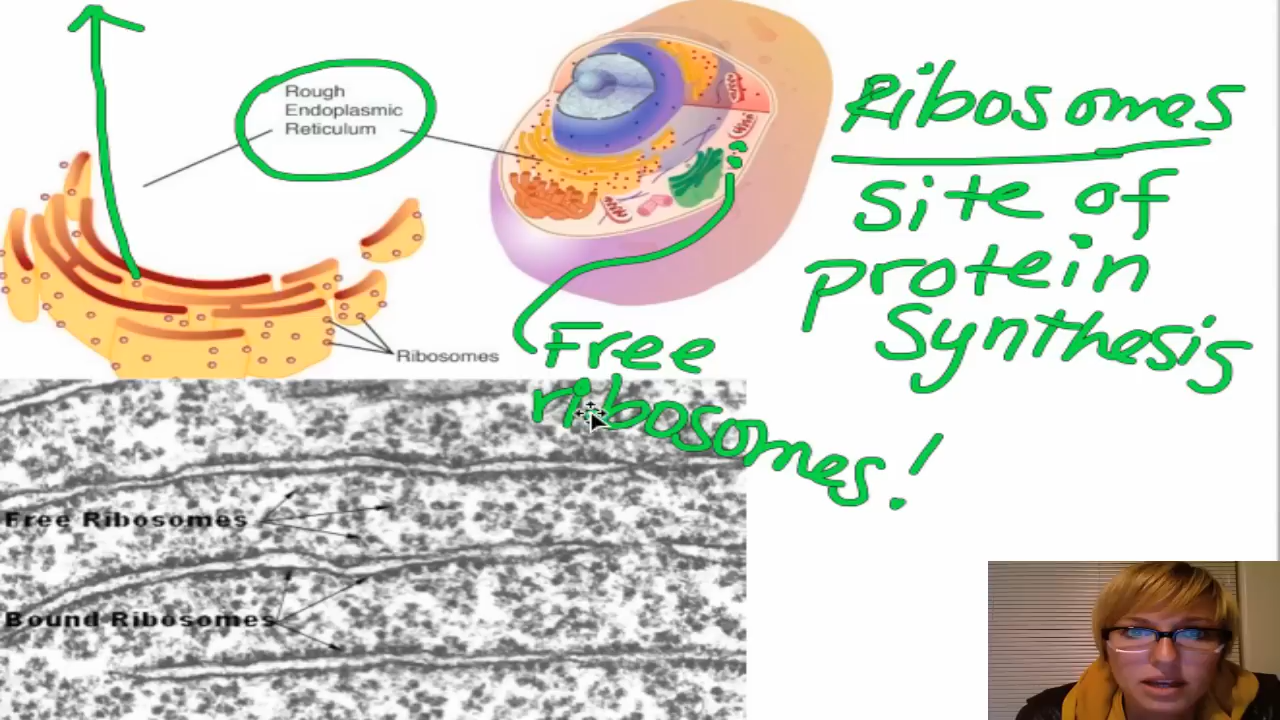 Rough
Endoplasmic
Reticulum
Ribosomes
site of
protein
synthesis
Ribosomes
Free
ribosomes!
Free Ribosomes
Bound Ribosomes